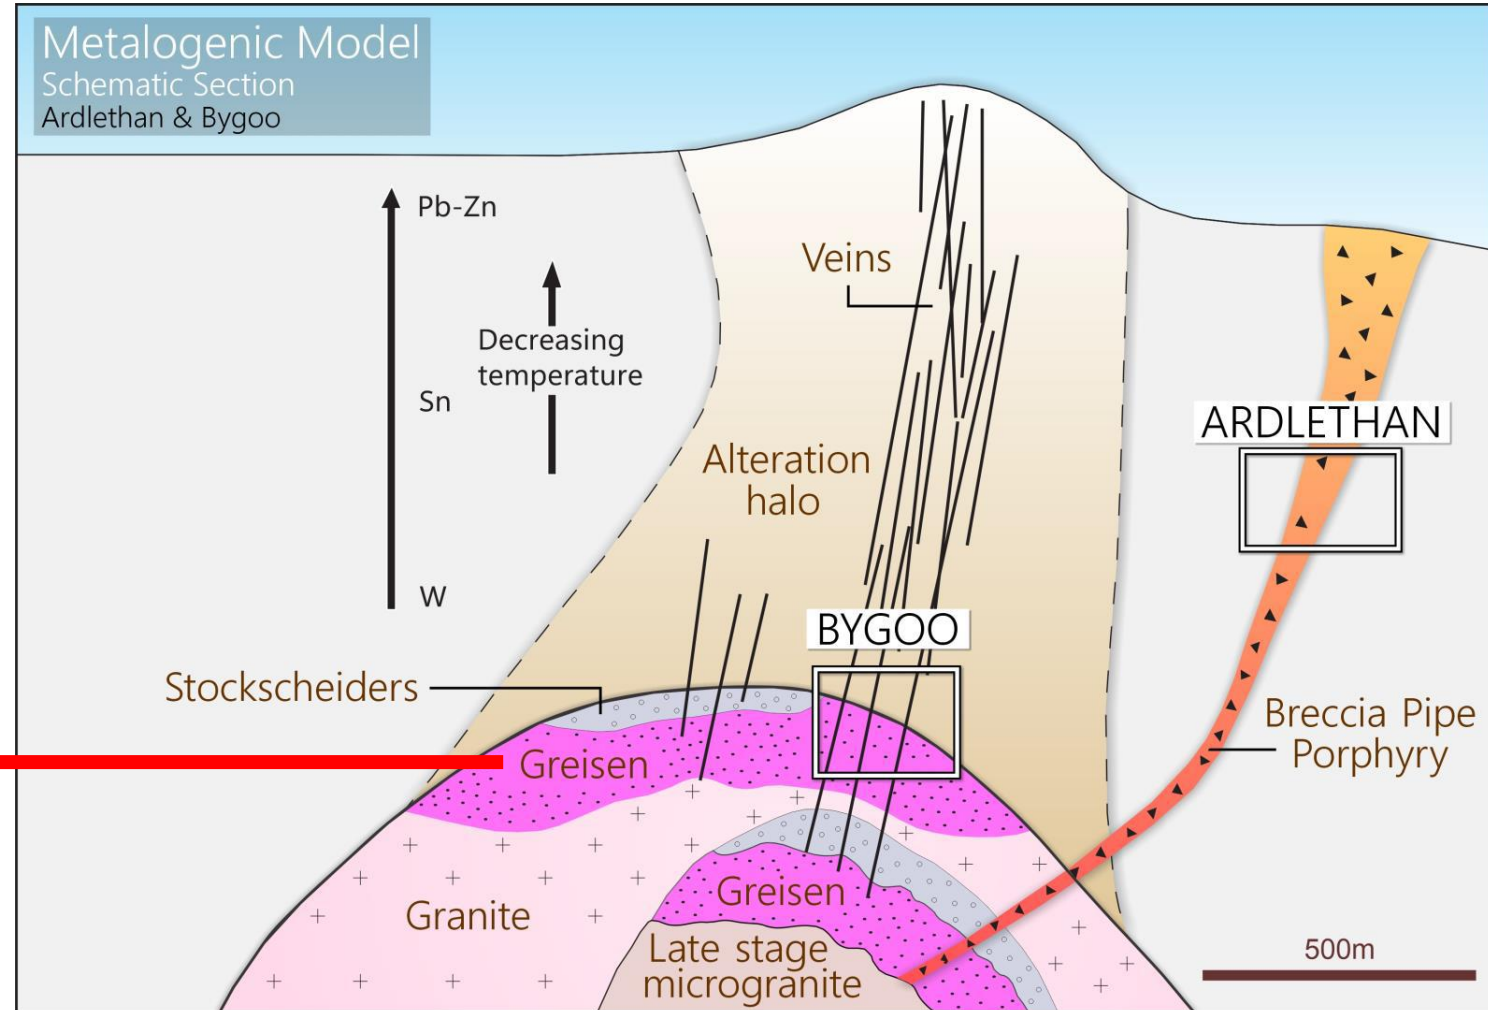 Metalogenic Model
Schematic Section
Ardlethan & Bygoo
Pb-Zn
Decreasing
temperature
Sn
W
Veins
Alteration
halo
ARDLETHAN
BYGOO
Stockscheiders
Breccia Pipe
Porphyry
Greisen
Greisen
Granite
Late stage
microgranite
500m